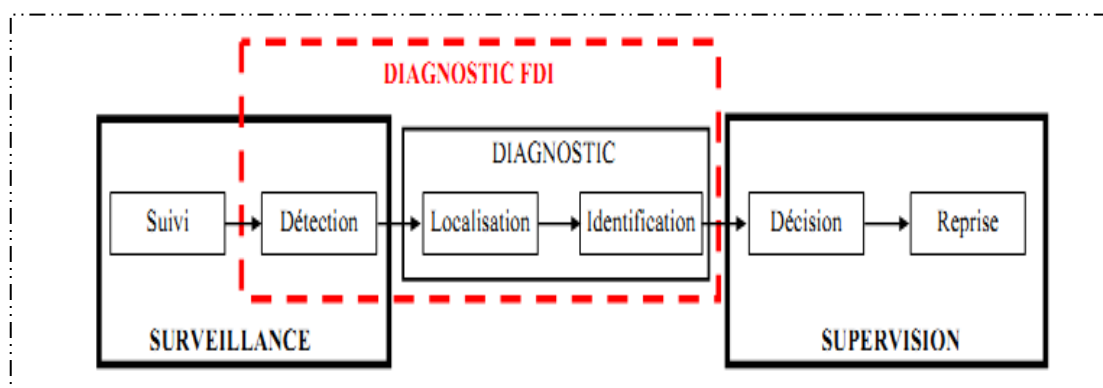 DIAGNOSTIC FDI
DIAGNOSTIC
Suivi
Détection
Localisation
Identification
Décision
Reprise
SURVEILLANCE
SUPERVISION